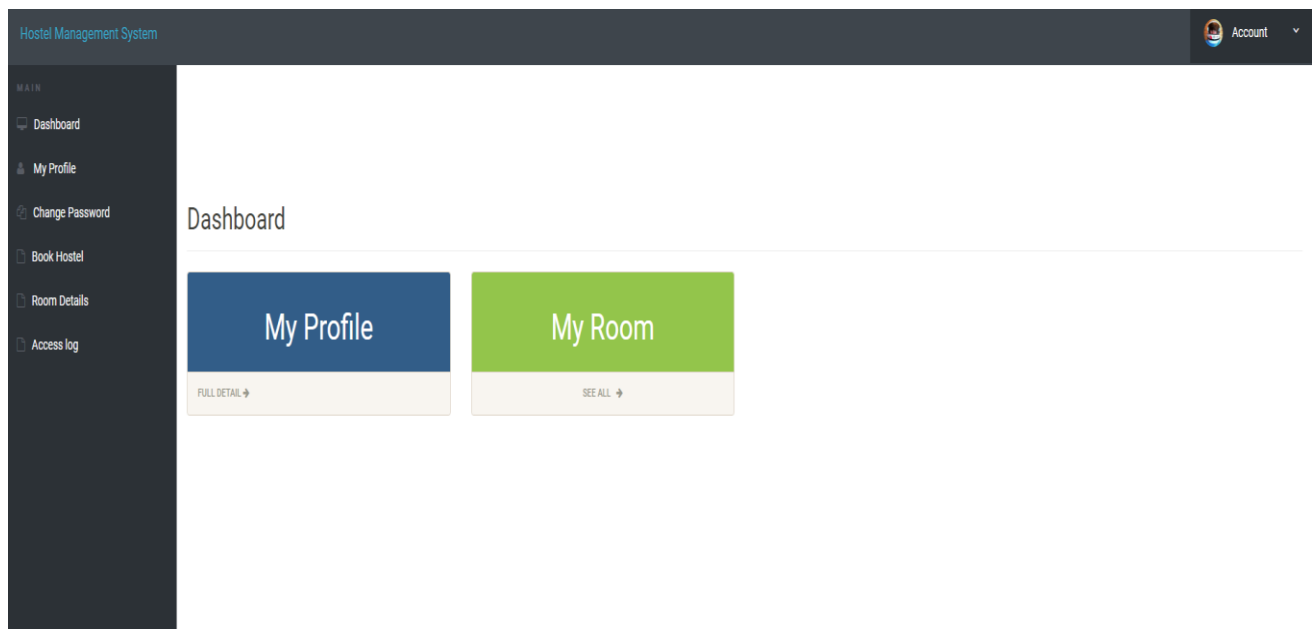 Hostel Management System
Account
MAIN
Dashboard
My Profile
Change Password
Book Hostel
Room Details
Access log
Dashboard
My Profile
FULL DETAIL
My Room
SEE ALL